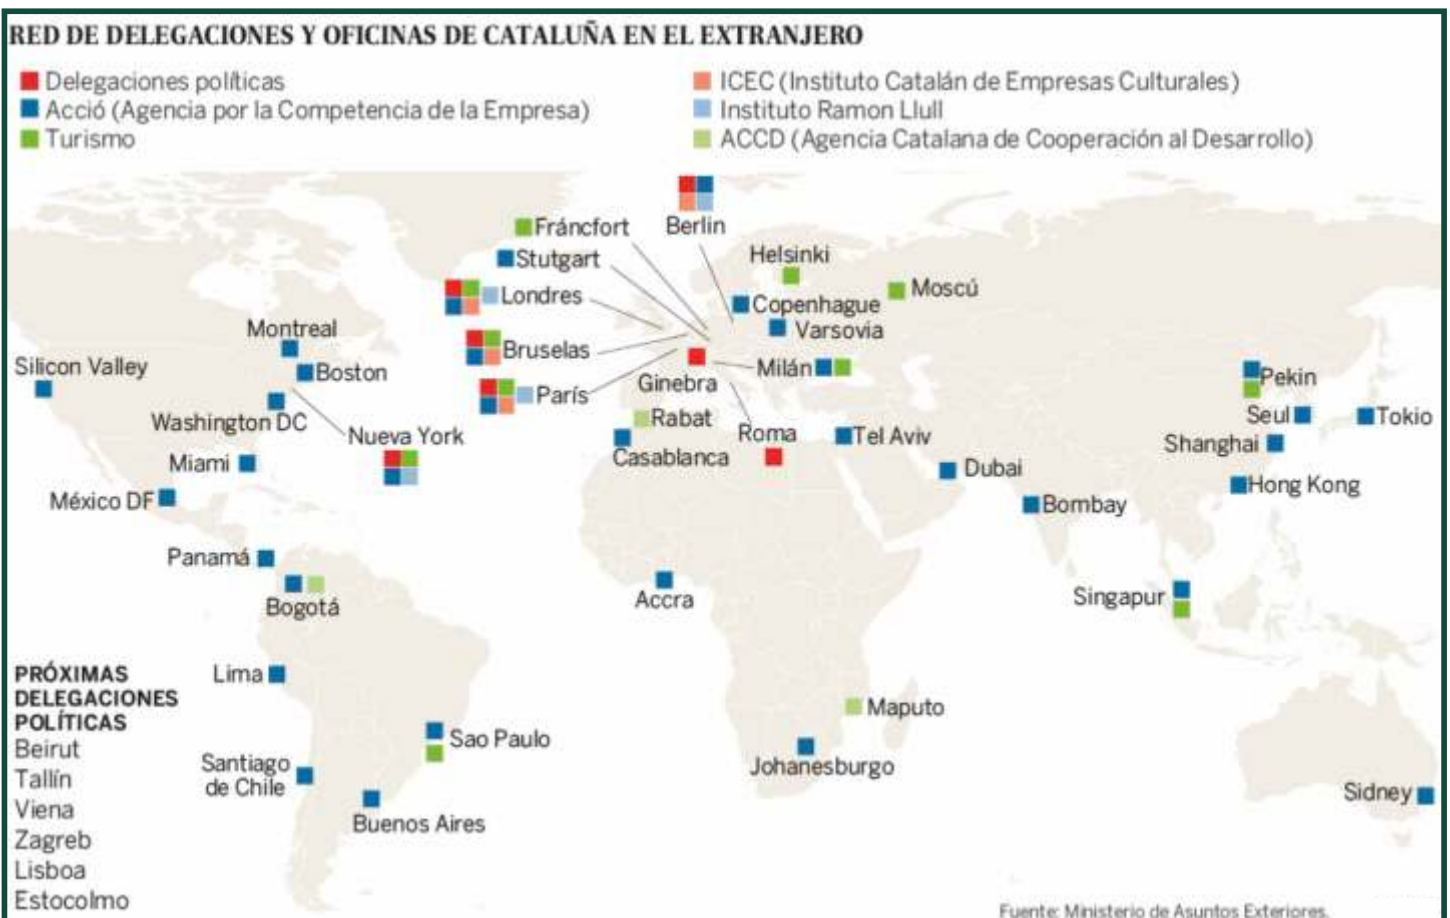 RED DE DELEGACIONES Y OFICINAS DE CATALUÑA EN EL EXTRANJERO
Delegaciones políticas
Acció (Agencia por la Competencia de la Empresa)
Turismo
ICEC (Instituto Catalán de Empresas Culturales)
Instituto Ramon Llull
ACCD (Agencia Catalana de Cooperación al Desarrollo)
Berlin
Fráncfort
Stutgart
Londres
Bruselas
París
Helsinki
Moscú
Copenhague
Varsovia
Milán
Ginebra
Rabat
Casablanca
Roma
Tel Aviv
Montreal
Silicon Valley
Boston
Washington DC
Nueva York
Miami
México DF
Panamá
Bogotá
Lima
Sao Paulo
Santiago
de Chile
Buenos Aires
Accra
Maputo
Johanesburgo
Dubai
Bombay
Pekin
Seul
Tokio
Shanghai
Hong Kong
Singapur
Sidney
PRÓXIMAS
DELEGACIONES
POLÍTICAS
Beirut
Tallín
Viena
Zagreb
Lisboa
Estocolmo
Fuente: Ministerio de Asuntos Exteriores.